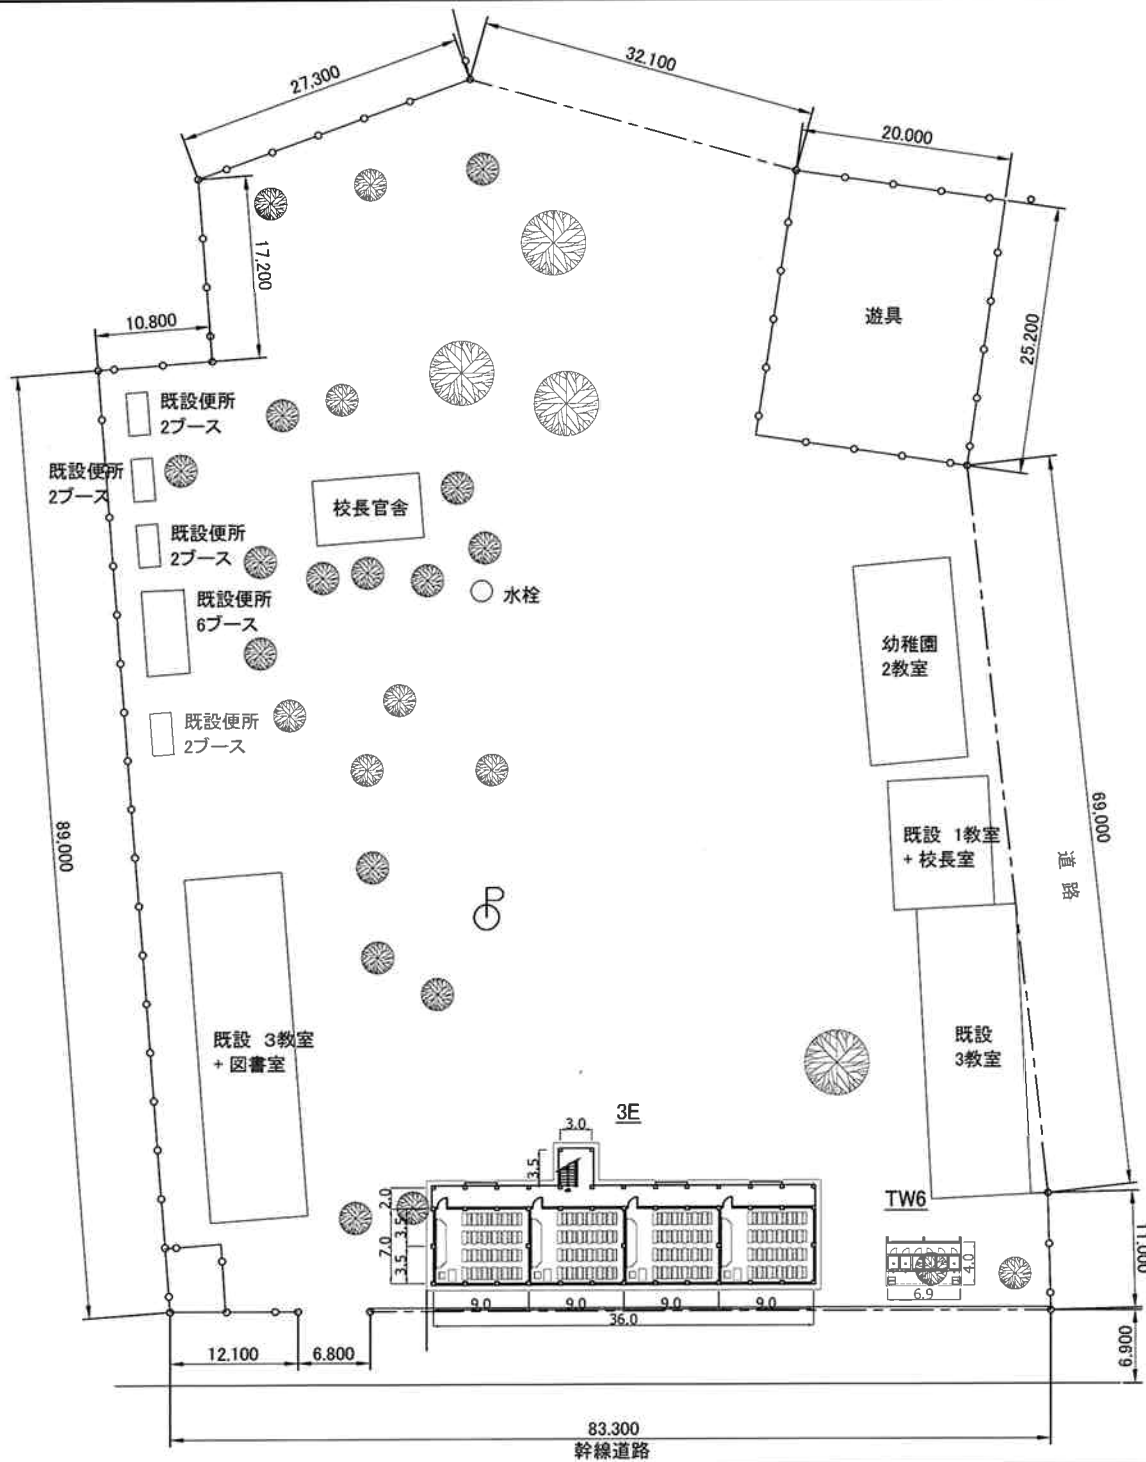 27,300
32.100
20.000
17,200
10.800
遊具
25.200
既設便所
2ブース
既設便所
2ブース
校長官舎
既設便所
2ブース
既設便所
6ブース
水栓
幼稚園
2教室
既設便所
2ブース
89.000
69.000
既設 1教室
+ 校長室
道路
P
既設 3教室
+ 図書室
既設
3教室
3E
3.0
3.5
2.0
3.5
7.0
3.5
TW6
4.0
6.9
11.000
9.0
9.0
9.0
9.0
36.0
12.100
6.800
6.900
83.300
幹線道路